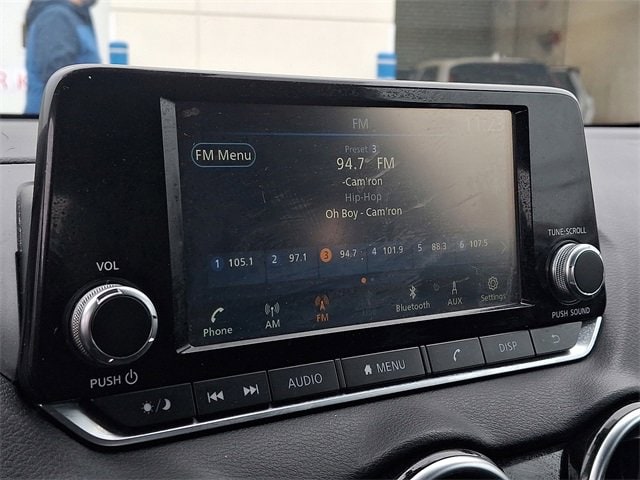 FM
FM Menu
Preset 3
94.7 FM
-Cam'ron
Hip-Hop
Oh Boy - Cam'ron
1 105.1 2 97.1 3 94.7 4 101.9 5 88.3 6 107.5
Phone AM FM Bluetooth AUX Settings
VOL
PUSH
TUNE·SCROLL
PUSH SOUND
AUDIO MENU DISP